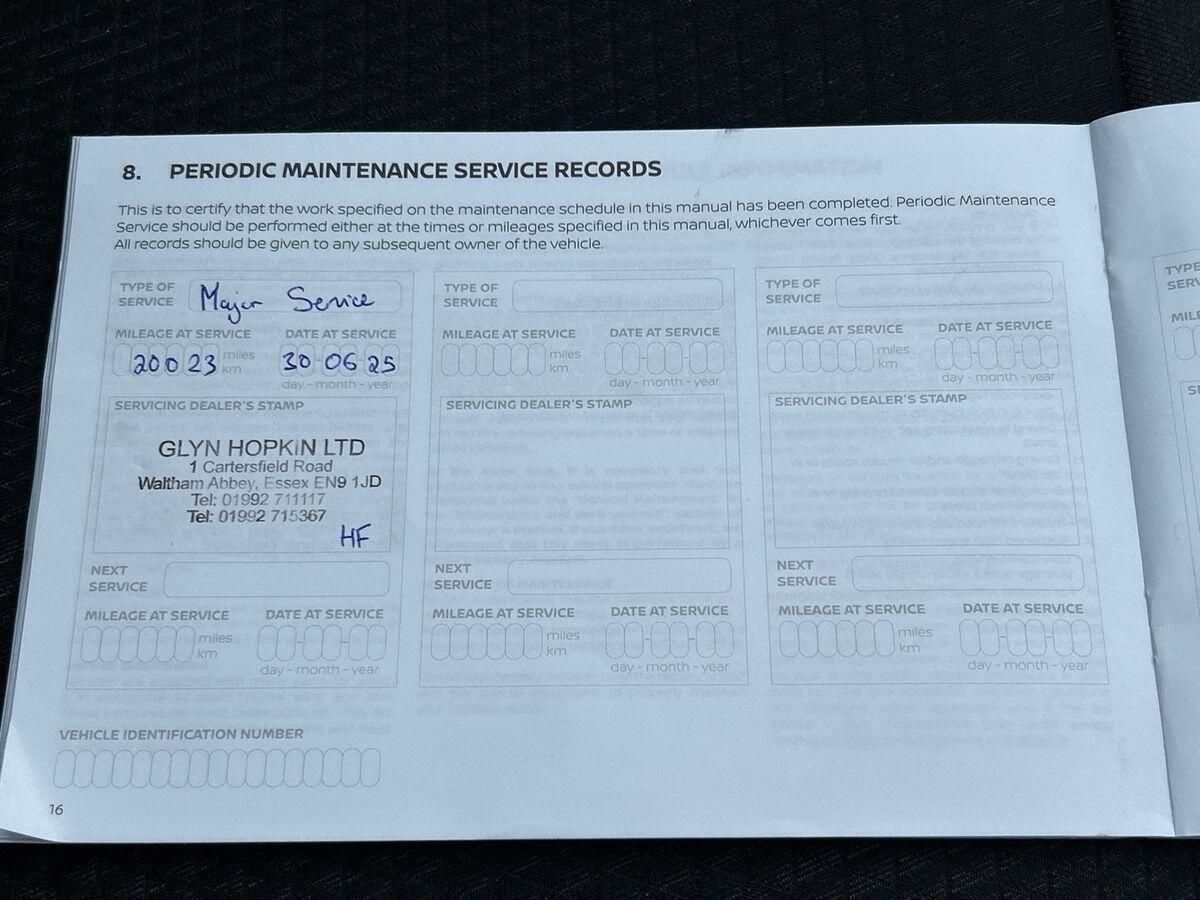 8. PERIODIC MAINTENANCE SERVICE RECORDS
This is to certify that the work specified on the maintenance schedule in this manual has been completed. Periodic Maintenance
Service should be performed either at the times or mileages specified in this manual, whichever comes first.
All records should be given to any subsequent owner of the vehicle.
TYPE OF
SERVICE
Major Service
MILEAGE AT SERVICE DATE AT SERVICE
20023 miles
km
30-06-25
day - month - year
SERVICING DEALER'S STAMP
GLYN HOPKIN LTD
1 Cartersfield Road
Waltham Abbey, Essex EN9 1JD
Tel: 01992 711117
Tel: 01992 715367
HF
NEXT
SERVICE
MILEAGE AT SERVICE DATE AT SERVICE
miles
km
day - month - year
TYPE OF
SERVICE
MILEAGE AT SERVICE DATE AT SERVICE
miles
km
day - month - year
SERVICING DEALER'S STAMP
NEXT
SERVICE
MILEAGE AT SERVICE DATE AT SERVICE
miles
km
day - month - year
TYPE OF
SERVICE
MILEAGE AT SERVICE DATE AT SERVICE
miles
km
day - month - year
SERVICING DEALER'S STAMP
NEXT
SERVICE
MILEAGE AT SERVICE DATE AT SERVICE
miles
km
day - month - year
VEHICLE IDENTIFICATION NUMBER
16
TYPE